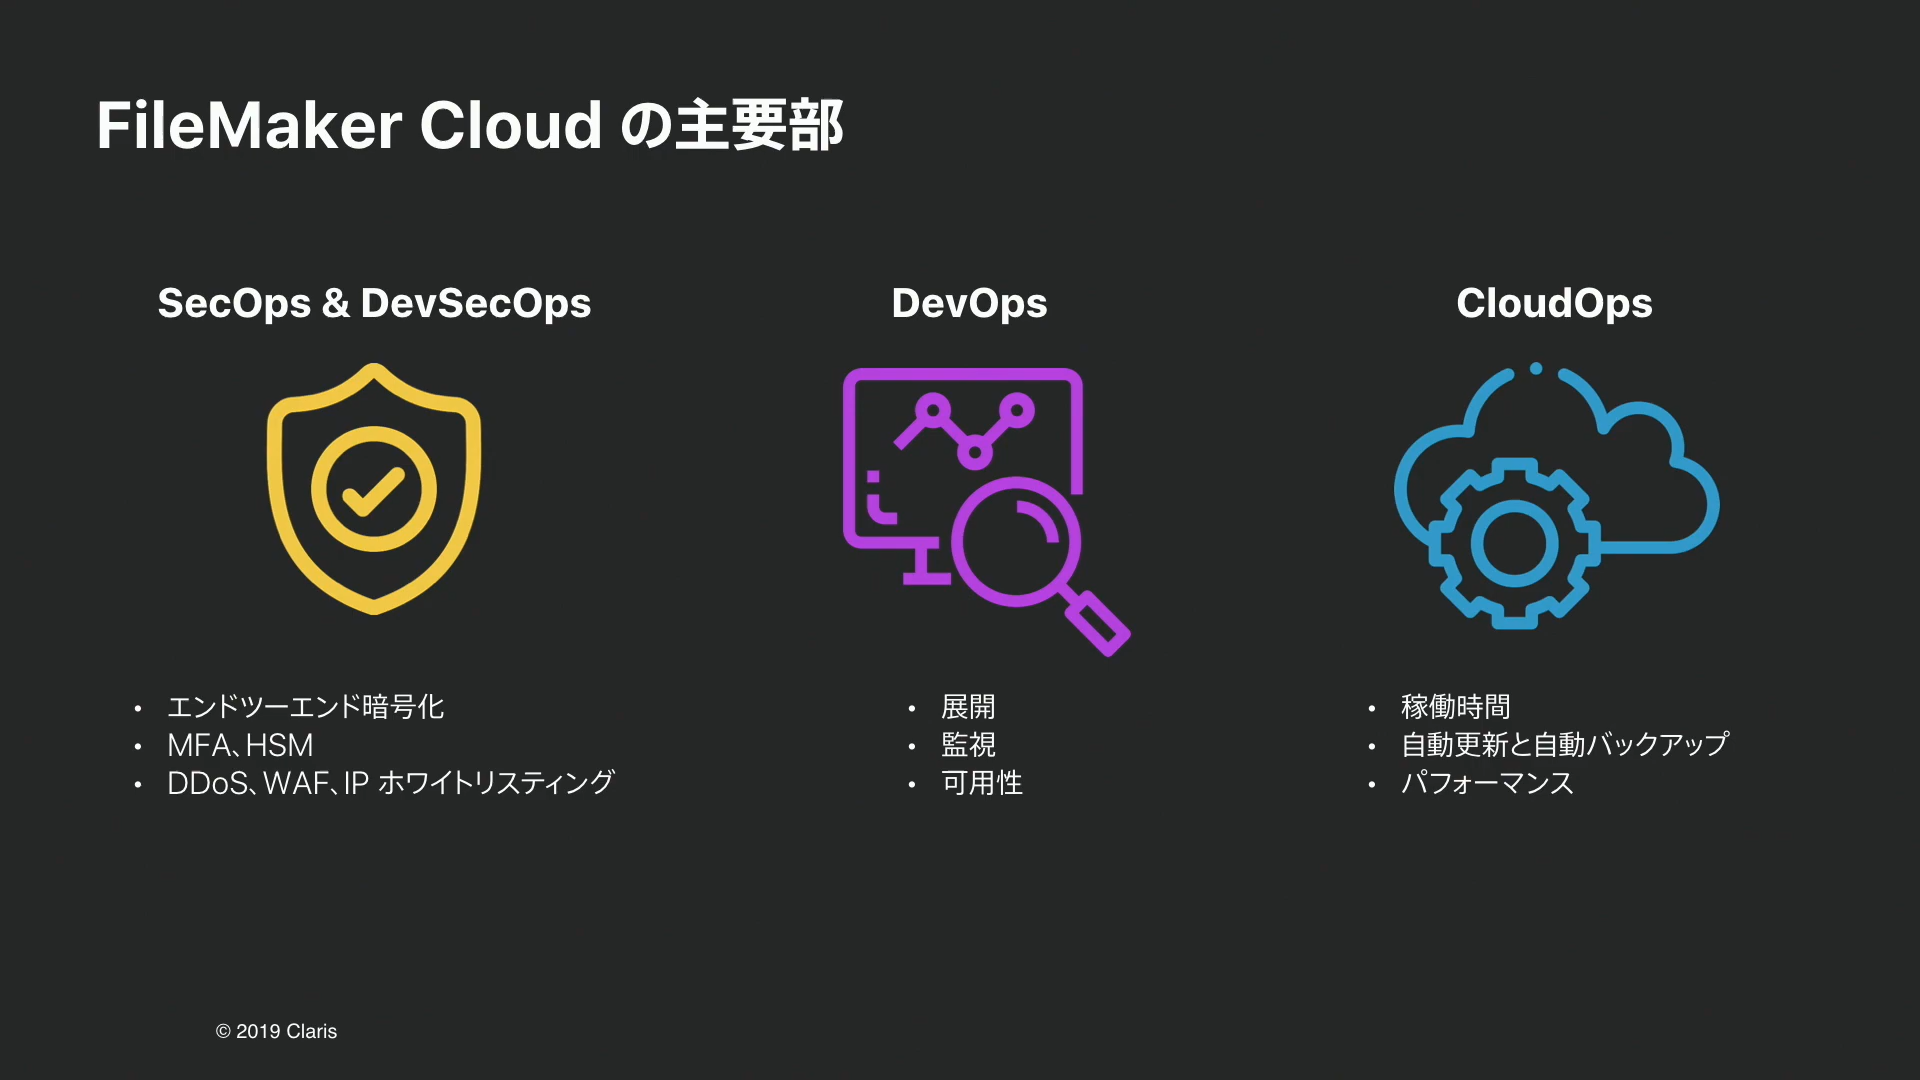 FileMaker Cloud の主要部
SecOps & DevSecOps
• エンドツーエンド暗号化
• MFA、HSM
• DDoS、WAF、IP ホワイトリスティング
DevOps
• 展開
• 監視
• 可用性
CloudOps
• 稼働時間
• 自動更新と自動バックアップ
• パフォーマンス
© 2019 Claris